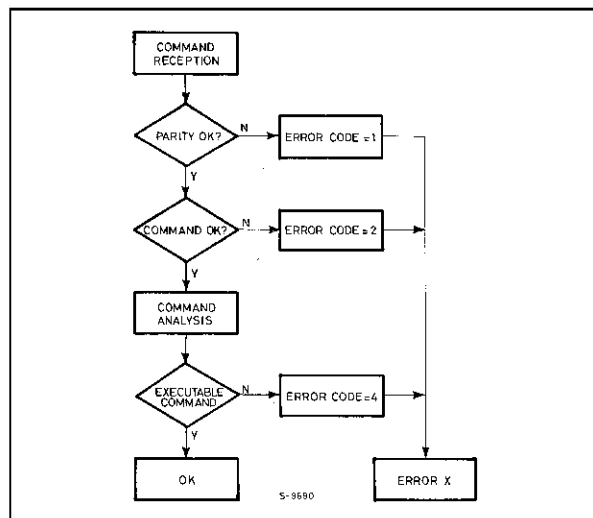 COMMAND
RECEPTION
PARITY OK?
N
ERROR CODE =1
Y
COMMAND OK?
N
ERROR CODE =2
Y
COMMAND
ANALYSIS
EXECUTABLE
COMMAND
N
ERROR CODE =4
Y
OK
S-9690
ERROR X